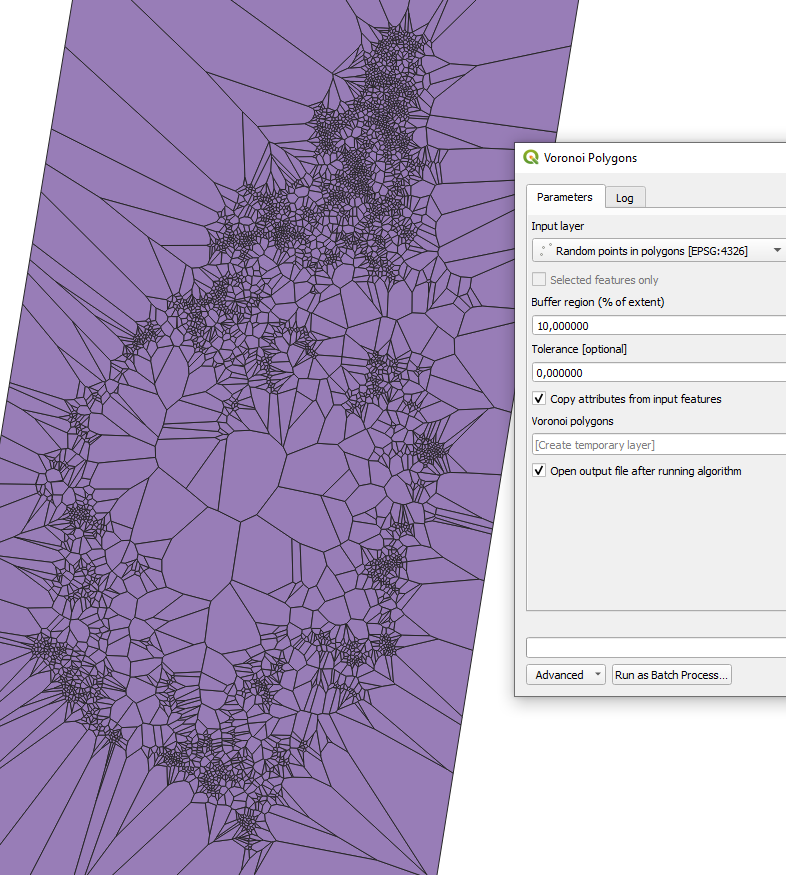 Voronoi Polygons
Parameters
Log
Input layer
Random points in polygons [EPSG:4326]
Selected features only
Buffer region (% of extent)
10,000000
Tolerance [optional]
0,000000
Copy attributes from input features
Voronoi polygons
[Create temporary layer]
Open output file after running algorithm
Advanced
Run as Batch Process...